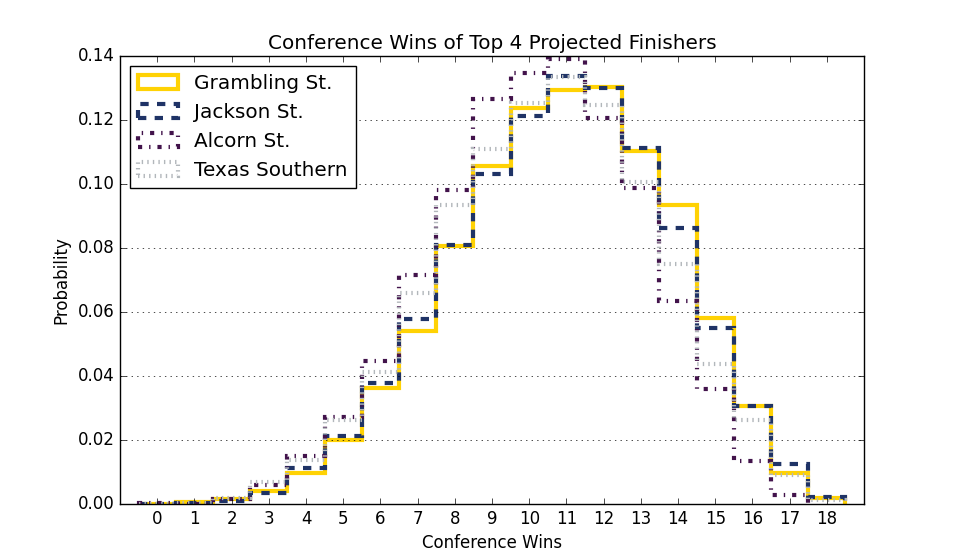 Conference Wins of Top 4 Projected Finishers
Grambling St.
Jackson St.
Alcorn St.
Texas Southern
Probability
0.14
0.12
0.10
0.08
0.06
0.04
0.02
0.00
0 1 2 3 4 5 6 7 8 9 10 11 12 13 14 15 16 17 18
Conference Wins